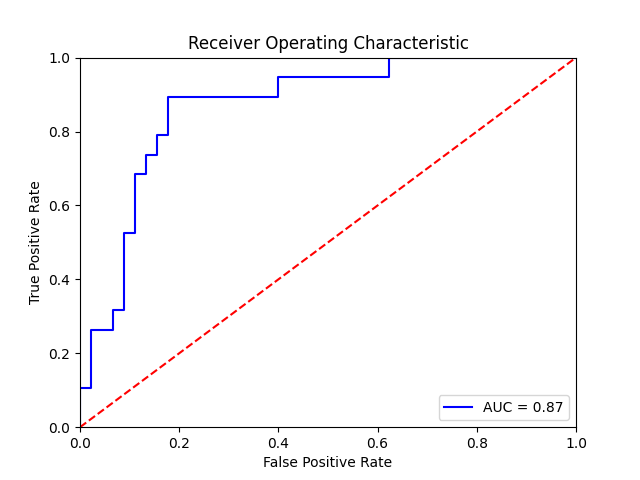 Receiver Operating Characteristic
True Positive Rate
1.0
0.8
0.6
0.4
0.2
0.0
AUC = 0.87
0.0 0.2 0.4 0.6 0.8 1.0
False Positive Rate